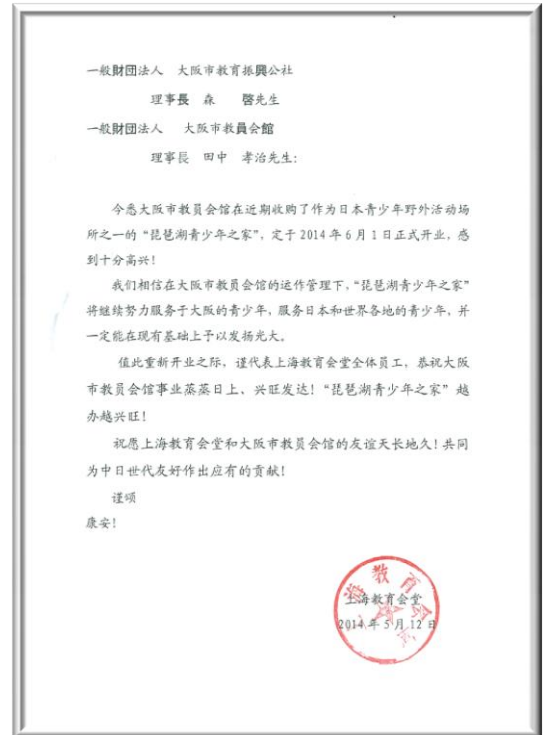 一般財団法人　大阪市教育振興公社
理事長　森　　啓先生
一般財団法人　大阪市教員会館
理事長　田中　孝治先生：
今悉大阪市教员会馆在近期收购了作为日本青少年野外活动场
所之一的“琵琶湖青少年之家”，定于 2014 年 6 月 1 日正式开业，感
到十分高兴！
我们相信在大阪市教员会馆的运作管理下，“琵琶湖青少年之家”
将继续努力服务于大阪的青少年，服务日本和世界各地的青少年，并
一定能在现有基础上予以发扬光大。
值此重新开业之际，谨代表上海教育会堂全体员工，恭祝大阪
市教员会馆事业蒸蒸日上、兴旺发达！“琵琶湖青少年之家”越
办越兴旺！
祝愿上海教育会堂和大阪市教员会馆的友谊天长地久！共同
为中日世代友好作出应有的贡献！
谨颂
康安！
上海教育会堂
2014 年 5 月 12 日
上海教育会堂